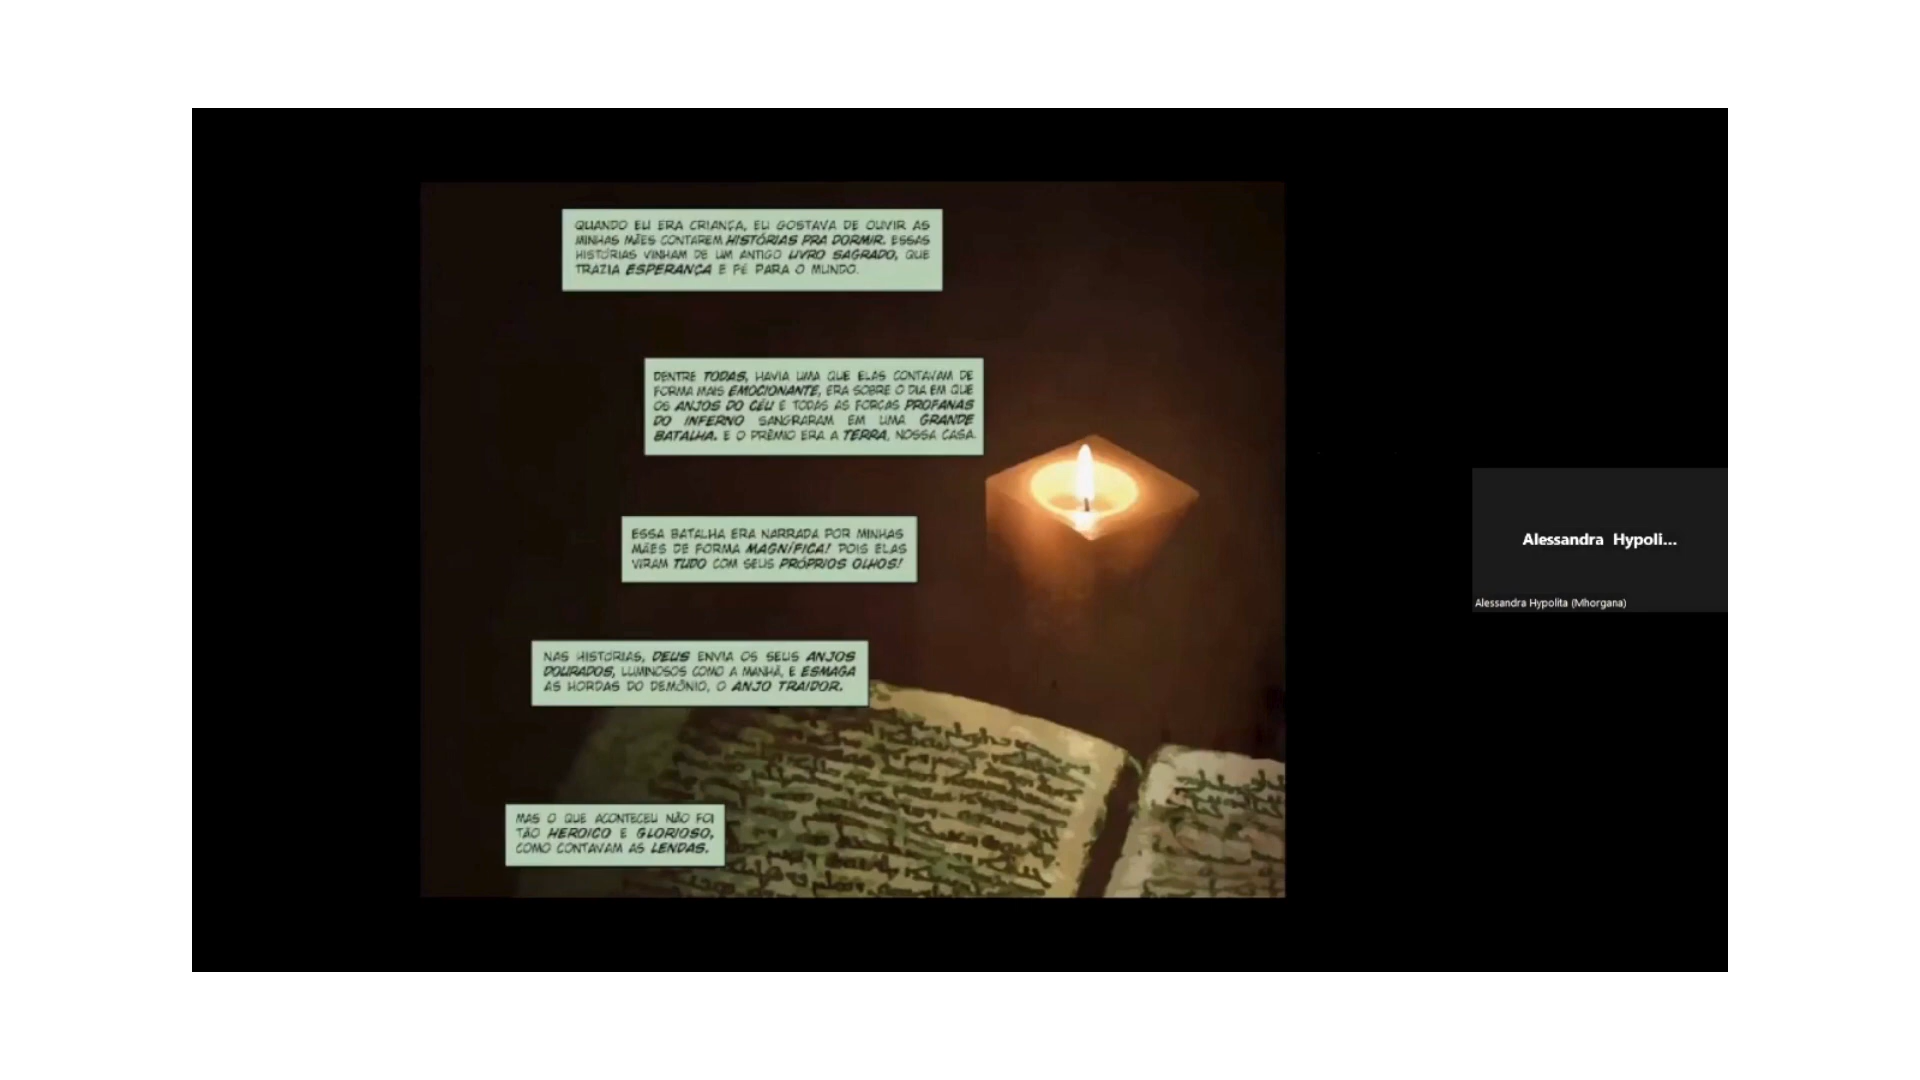 QUANDO EU ERA CRIANÇA, EU GOSTAVA DE OUVIR AS
MINHAS MÃES CONTAREM HISTÓRIAS PRA DORMIR. ESSAS
HISTÓRIAS VINHAM DE UM ANTIGO LIVRO SAGRADO, QUE
TRAZIA ESPERANÇA E FÉ PARA O MUNDO.
DENTRE TODAS, HAVIA UMA QUE ELAS CONTAVAM DE
FORMA MAIS EMOCIONANTE, ERA SOBRE O DIA EM QUE
OS ANJOS DO CÉU E TODAS AS FORÇAS PROFANAS
DO INFERNO SANGRARAM EM UMA GRANDE
BATALHA. E O PRÊMIO ERA A TERRA, NOSSA CASA.
ESSA BATALHA ERA NARRADA POR MINHAS
MÃES DE FORMA MAGNÍFICA! POIS ELAS
VIRAM TUDO COM SEUS PRÓPRIOS OLHOS!
NAS HISTÓRIAS, DEUS ENVIA OS SEUS ANJOS
DOURADOS, LUMINOSOS COMO A MANHÃ, E ESMAGA
AS HORDAS DO DEMÔNIO, O ANJO TRAIDOR.
MAS O QUE ACONTECEU NÃO FOI
TÃO HEROICO E GLORIOSO,
COMO CONTAVAM AS LENDAS.
Alessandra Hypoli...
Alessandra Hypolita (Mhorgana)